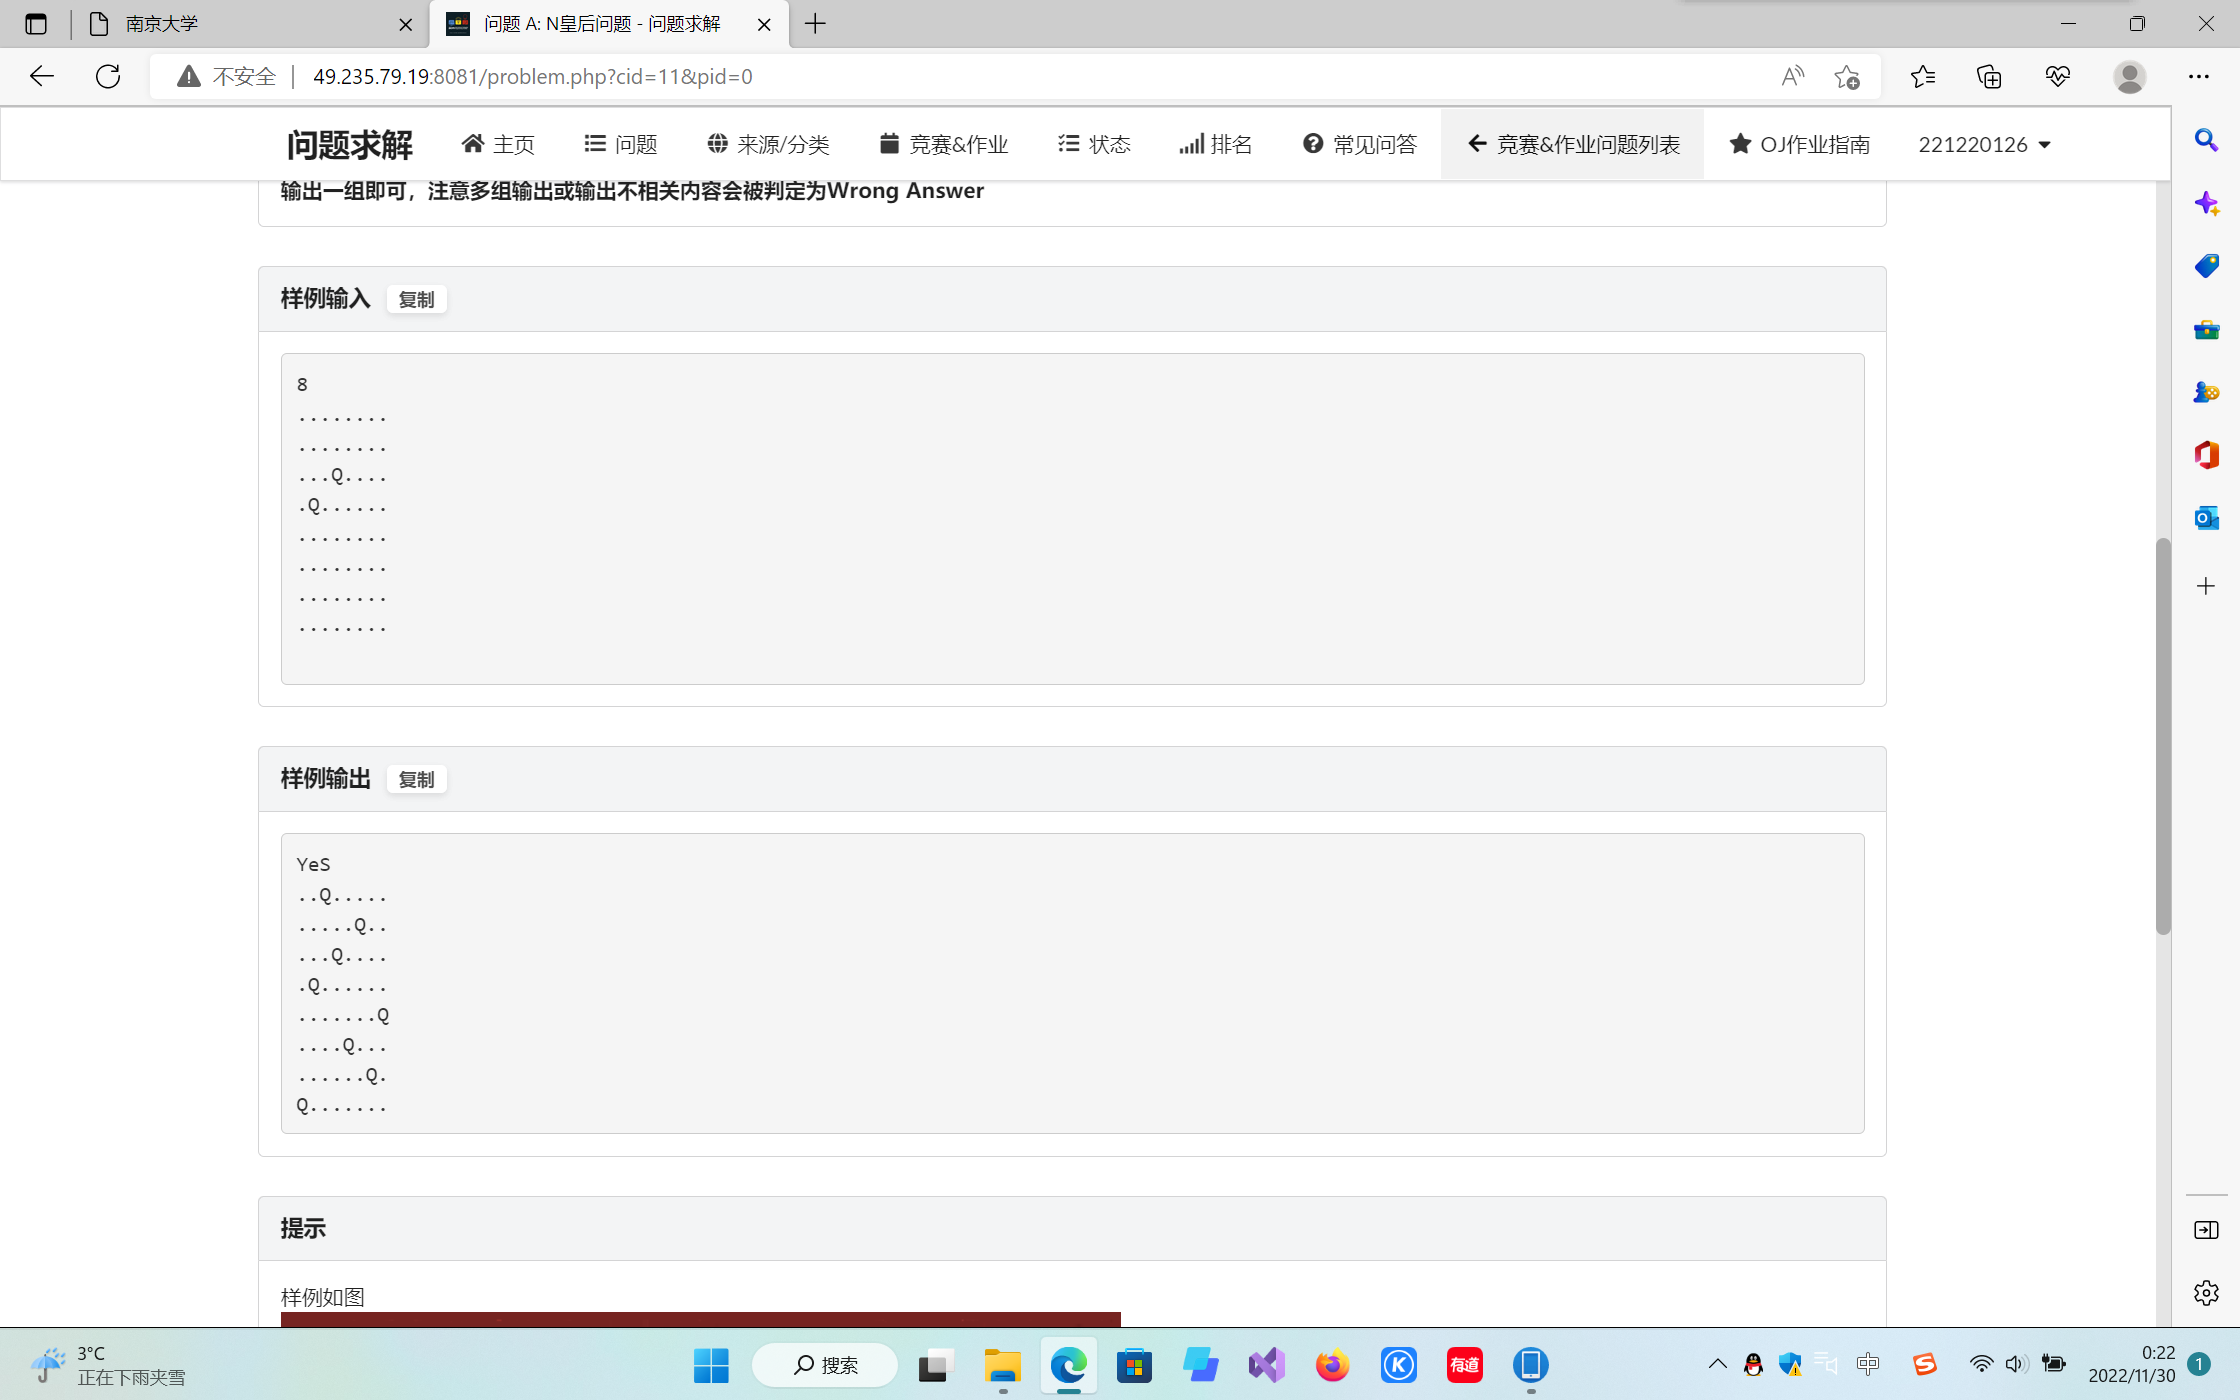 南京大学
问题 A: N皇后问题 - 问题求解
不安全 49.235.79.19:8081/problem.php?cid=11&pid=0
问题求解 主页 问题 来源/分类 竞赛&作业 状态 排名 常见问答 竞赛&作业问题列表 OJ作业指南 221220126
输出一组即可，注意多组输出或输出不相关内容会被判定为Wrong Answer
样例输入 复制
8
........
........
...Q....
.Q......
........
........
........
........
样例输出 复制
YeS
..Q.....
.....Q..
...Q....
.Q......
.......Q
....Q...
......Q.
Q.......
提示
样例如图
3°C
正在下雨夹雪
搜索
有道
中
0:22
2022/11/30
1